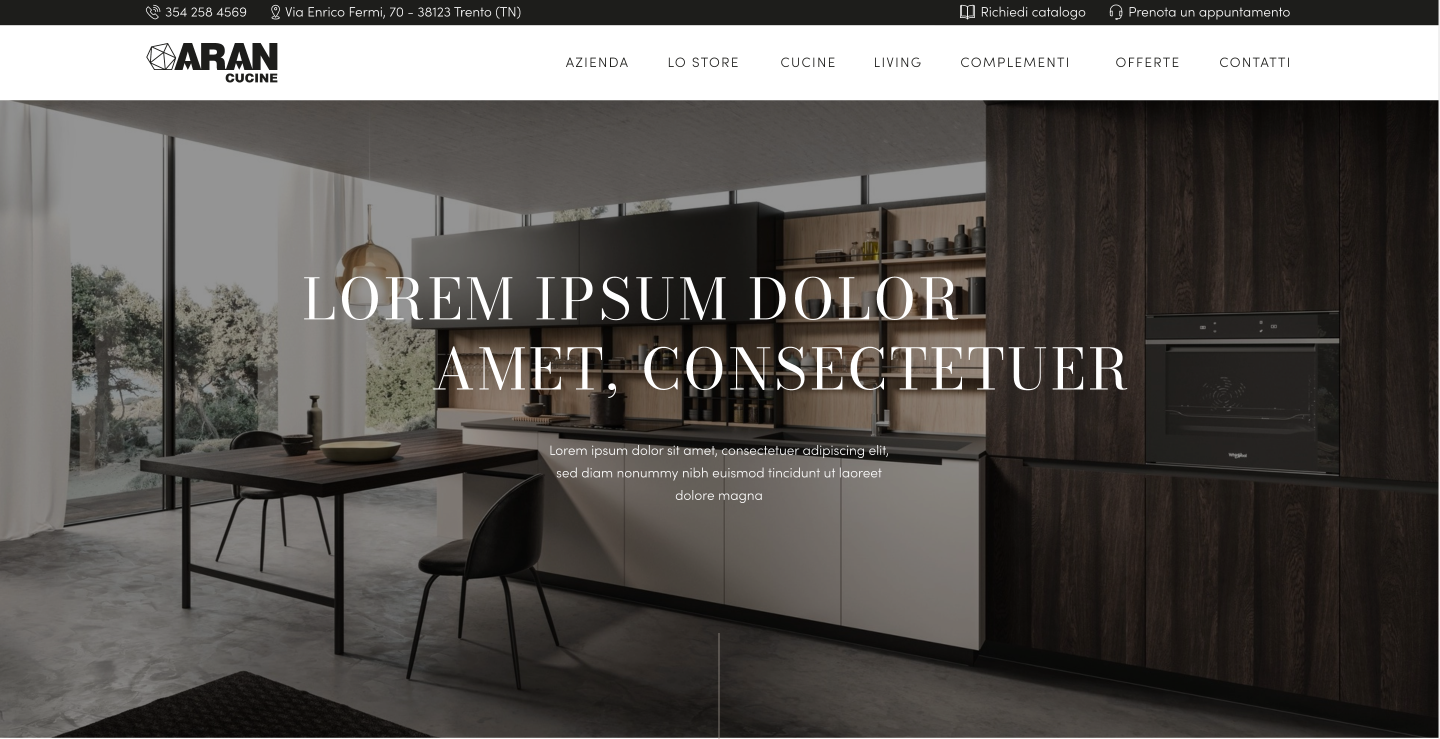 354 258 4569 Via Enrico Fermi, 70 - 38123 Trento (TN) Richiedi catalogo Prenota un appuntamento
ARAN
CUCINE
AZIENDA LO STORE CUCINE LIVING COMPLEMENTI OFFERTE CONTATTI
LOREM IPSUM DOLOR
AMET, CONSECTETUER
Lorem ipsum dolor sit amet, consectetuer adipiscing elit,
sed diam nonummy nibh euismod tincidunt ut laoreet
dolore magna
Whirlpool